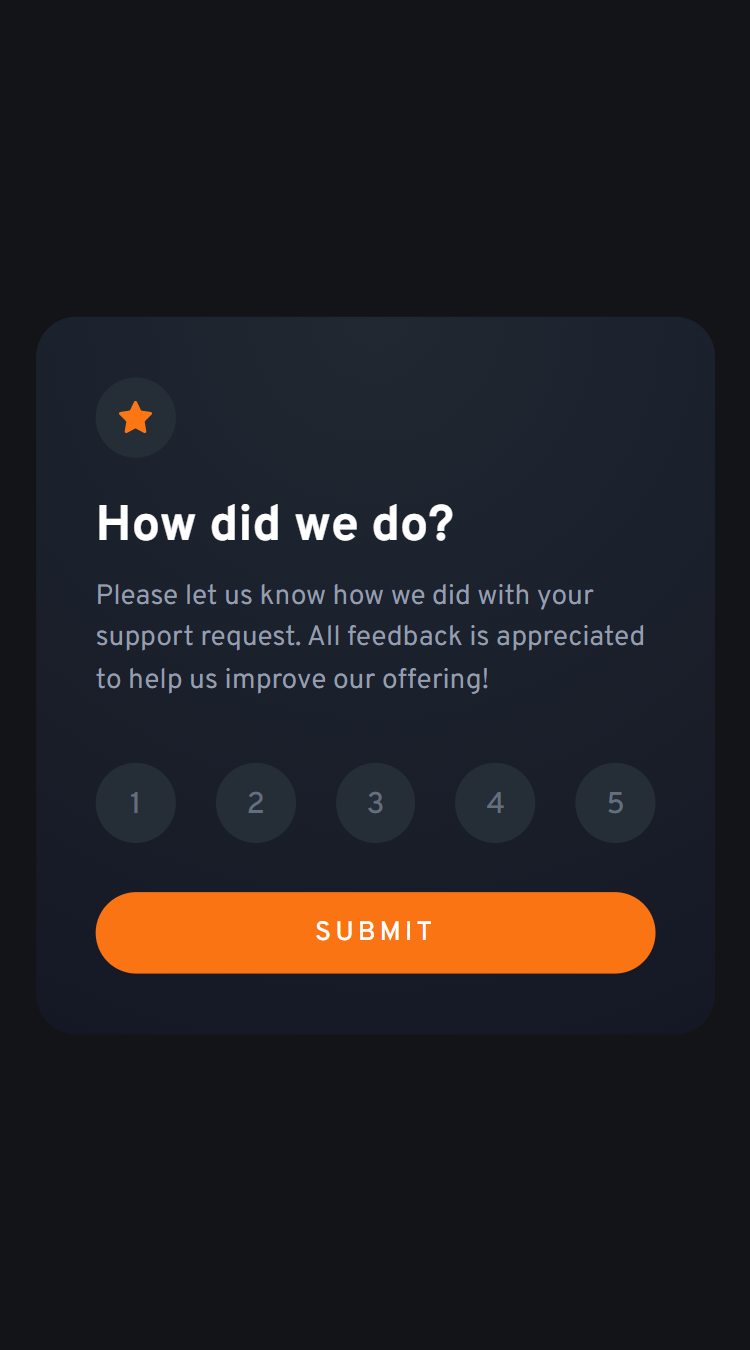 How did we do?
Please let us know how we did with your
support request. All feedback is appreciated
to help us improve our offering!
1 2 3 4 5
SUBMIT